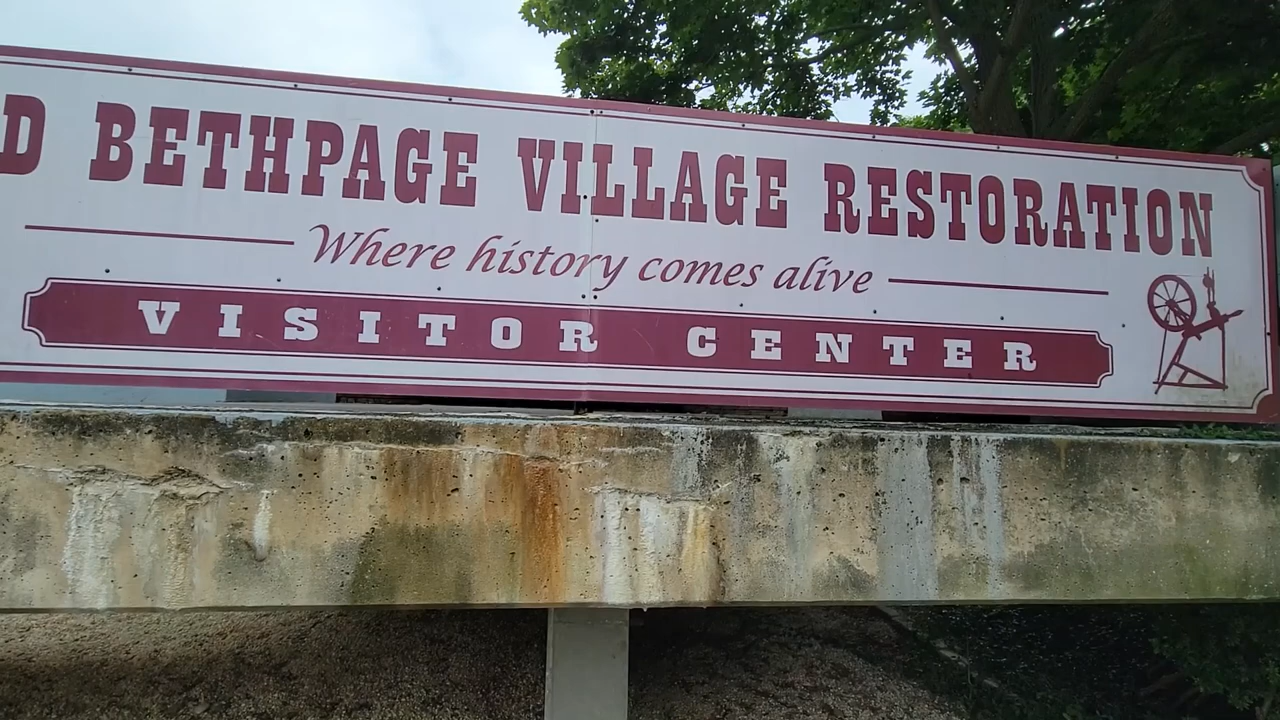 D BETHPAGE VILLAGE RESTORATION
Where history comes alive
VISITOR CENTER